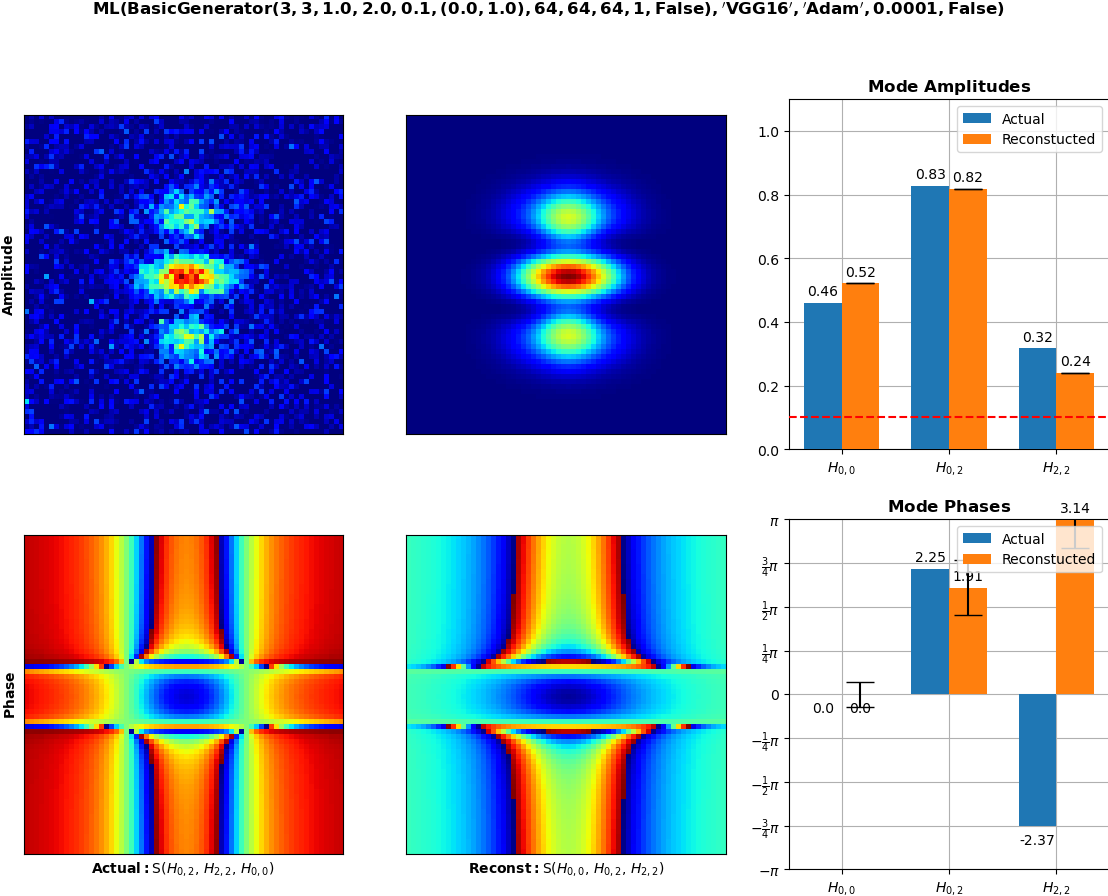 ML(BasicGenerator(3, 3, 1.0, 2.0, 0.1, (0.0, 1.0), 64, 64, 64, 1, False), ′VGG16′, ′Adam′, 0.0001, False)
Amplitude
Mode Amplitudes
Actual
Reconstucted
1.0
0.8
0.6
0.4
0.2
0.0
0.46
0.52
0.83
0.82
0.32
0.24
H0,0
H0,2
H2,2
Phase
Actual: S(H0,2, H2,2, H0,0)
Reconst: S(H0,0, H0,2, H2,2)
Mode Phases
Actual
Reconstucted
π
3/4π
1/2π
1/4π
0
−1/4π
−1/2π
−3/4π
−π
0.0
0.0
2.25
1.91
-2.37
3.14
H0,0
H0,2
H2,2